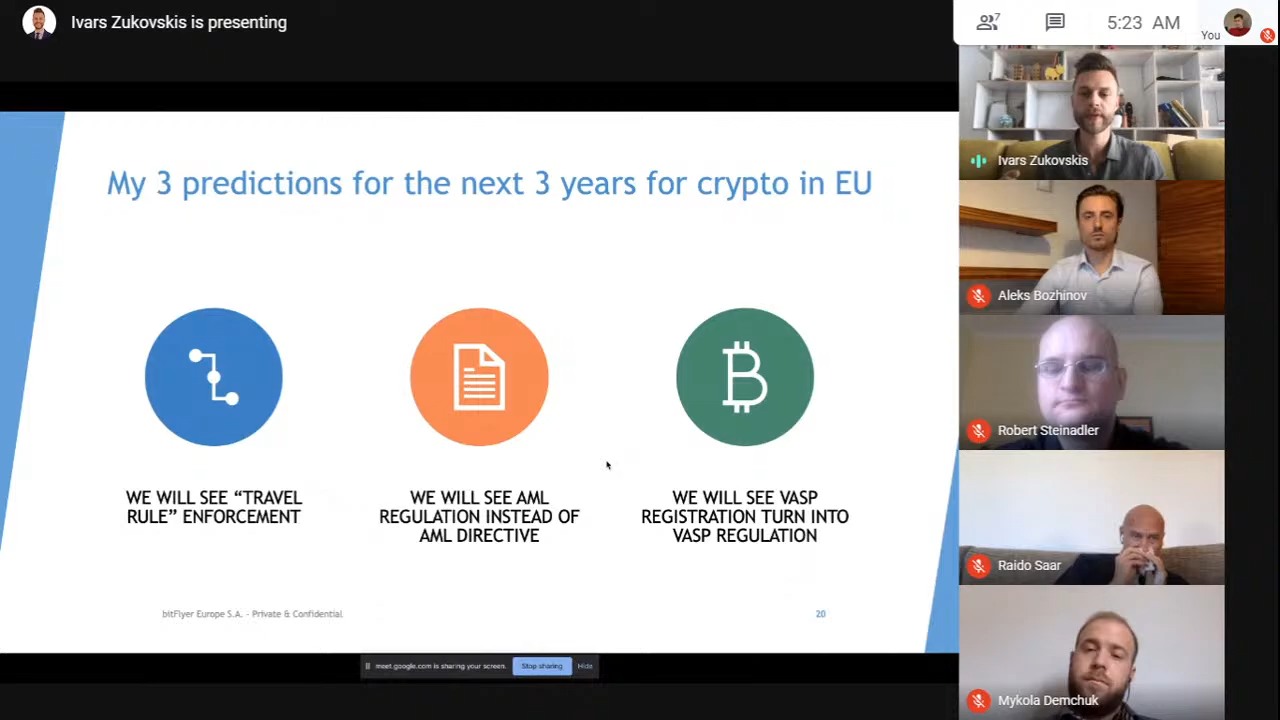 Ivars Zukovskis is presenting
7
5:23 AM
You
My 3 predictions for the next 3 years for crypto in EU
WE WILL SEE “TRAVEL
RULE” ENFORCEMENT
WE WILL SEE AML
REGULATION INSTEAD OF
AML DIRECTIVE
WE WILL SEE VASP
REGISTRATION TURN INTO
VASP REGULATION
bitFlyer Europe S.A. - Private & Confidential
20
meet.google.com is sharing your screen.
Stop sharing
Hide
Ivars Zukovskis
Aleks Bozhinov
Robert Steinadler
Raido Saar
Mykola Demchuk